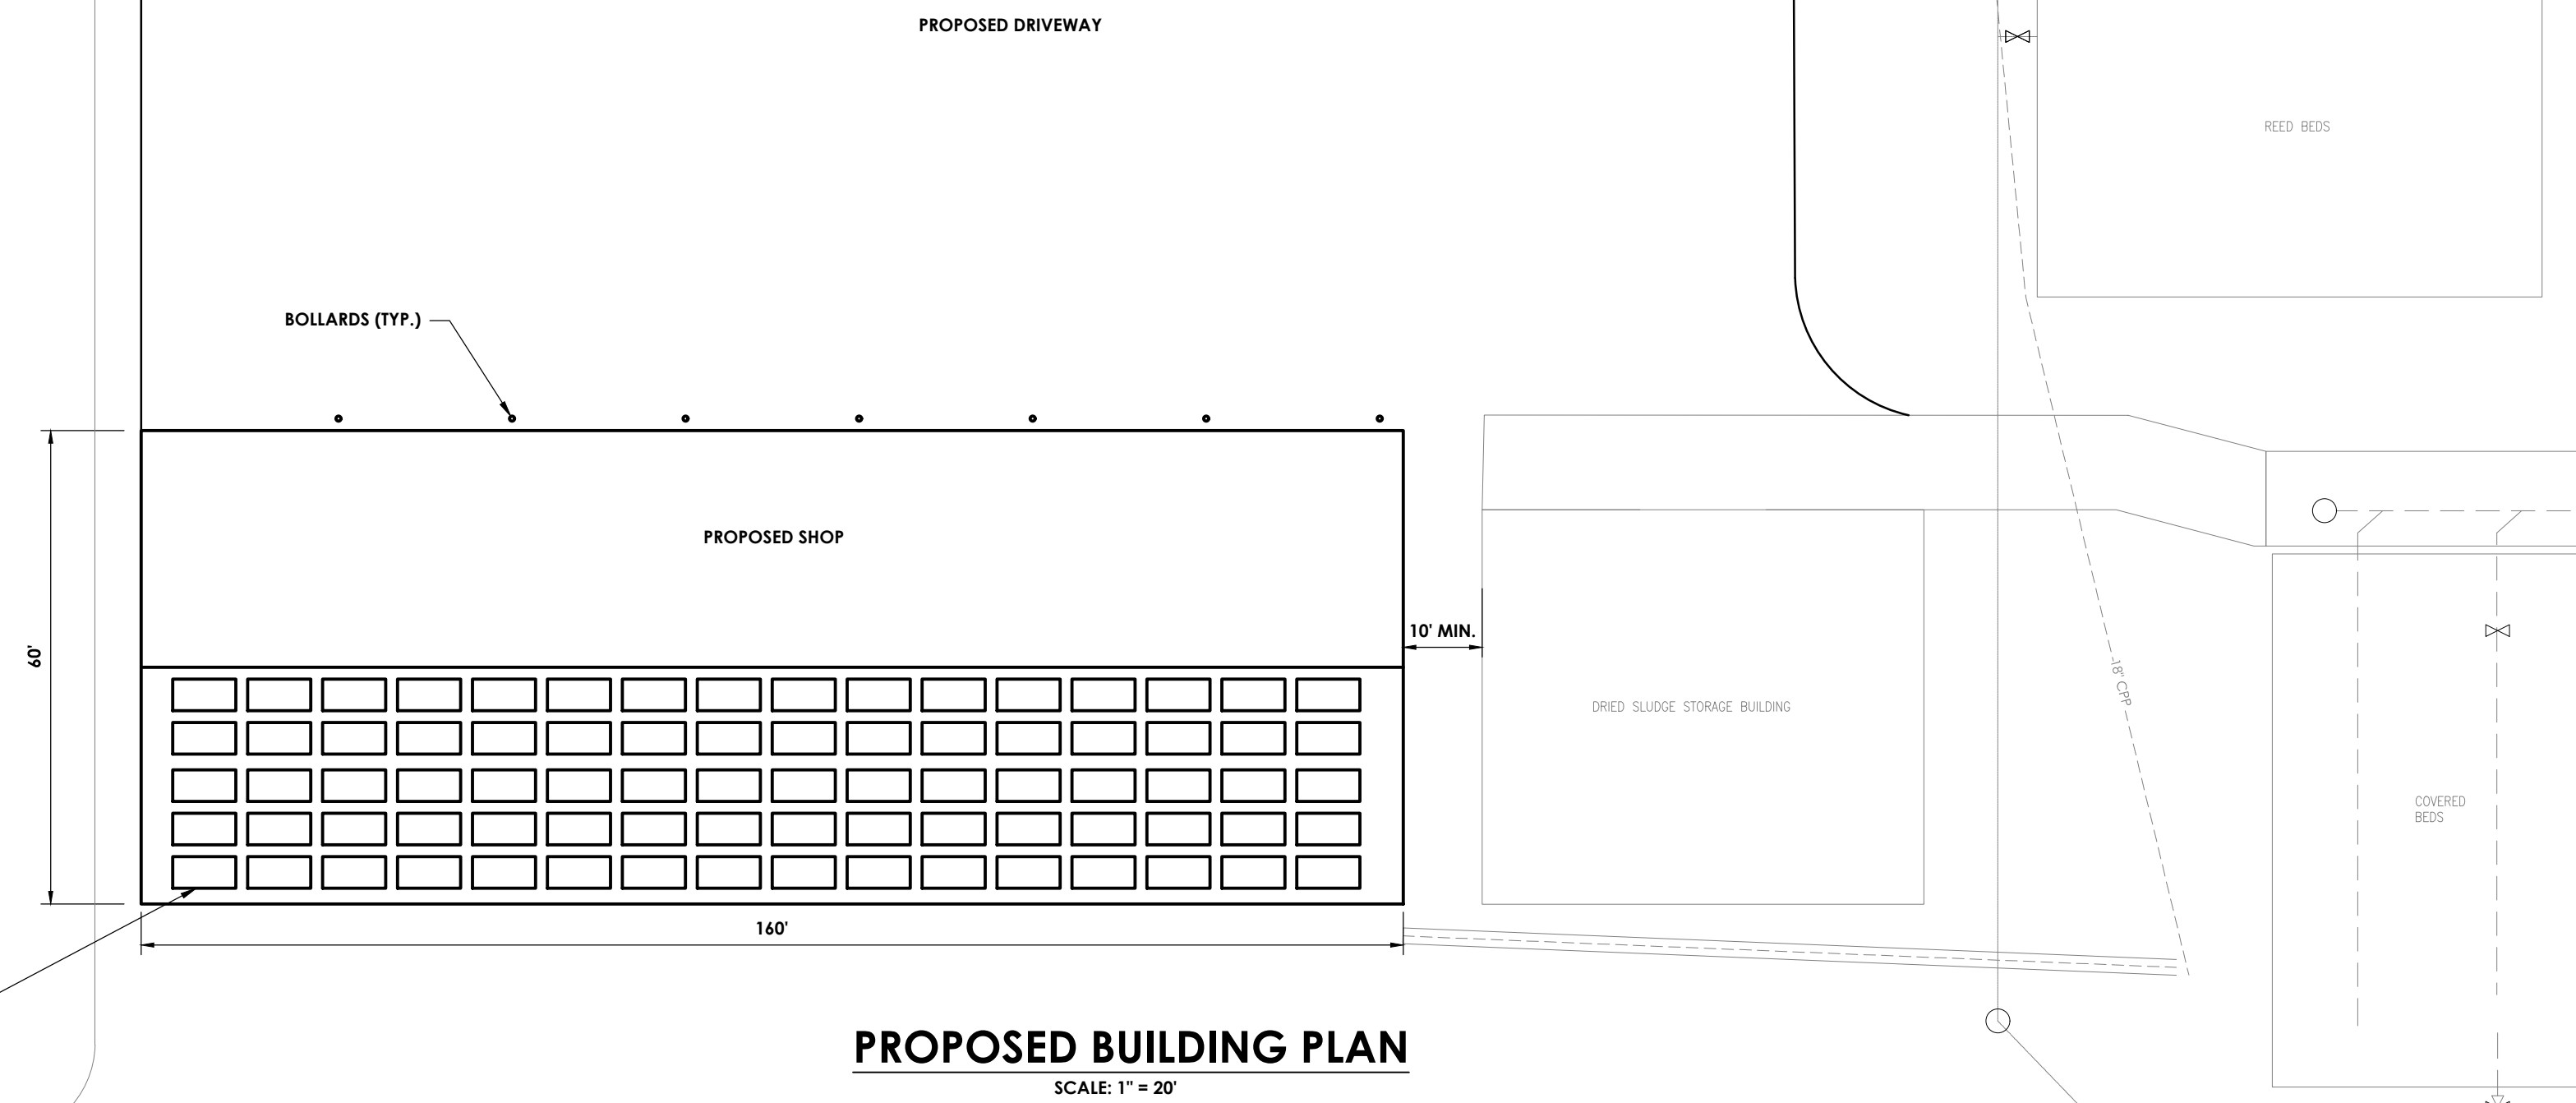 PROPOSED DRIVEWAY
REED BEDS
BOLLARDS (TYP.)
PROPOSED SHOP
60'
10' MIN.
18" CPP
DRIED SLUDGE STORAGE BUILDING
COVERED
BEDS
160'
PROPOSED BUILDING PLAN
SCALE: 1" = 20'